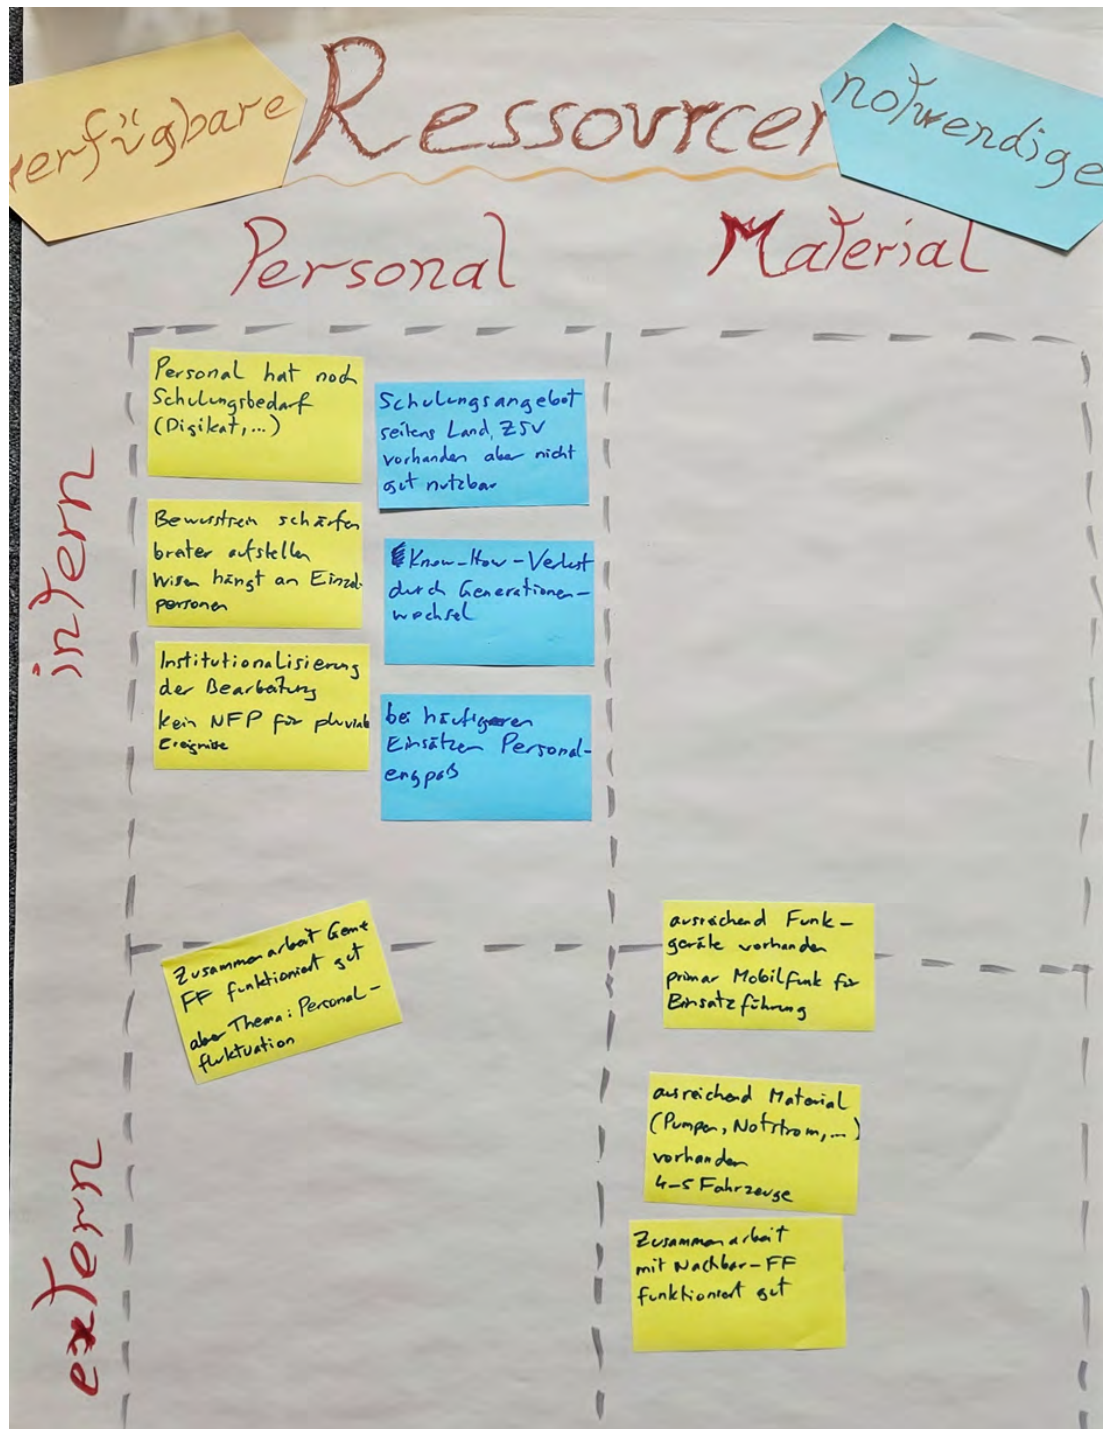 verfügbare
Ressourcen
notwendige
Personal
Material
intern
Personal hat noch
Schulungsbedarf
(Digikat,...)
Schulungsangebot
seitens Land, ZSV
vorhanden aber nicht
gut nutzbar
Bewusstsein schärfen
breiter aufstellen
Wissen hängt an Einzel-
personen
Know-How-Verlust
durch Generationen-
wechsel
Institutionalisierung
der Bearbeitung
kein NFP für pluviale
Ereignisse
bei häufigeren
Einsätzen Personal-
engpaß
extern
Zusammenarbeit Gem
FF funktioniert gut
aber Thema: Personal-
fluktuation
ausreichend Funk-
geräte vorhanden
primär Mobilfunk für
Einsatzführung
ausreichend Material
(Pumpen, Notstrom,...)
vorhanden
4-5 Fahrzeuge
Zusammenarbeit
mit Nachbar-FF
funktioniert gut